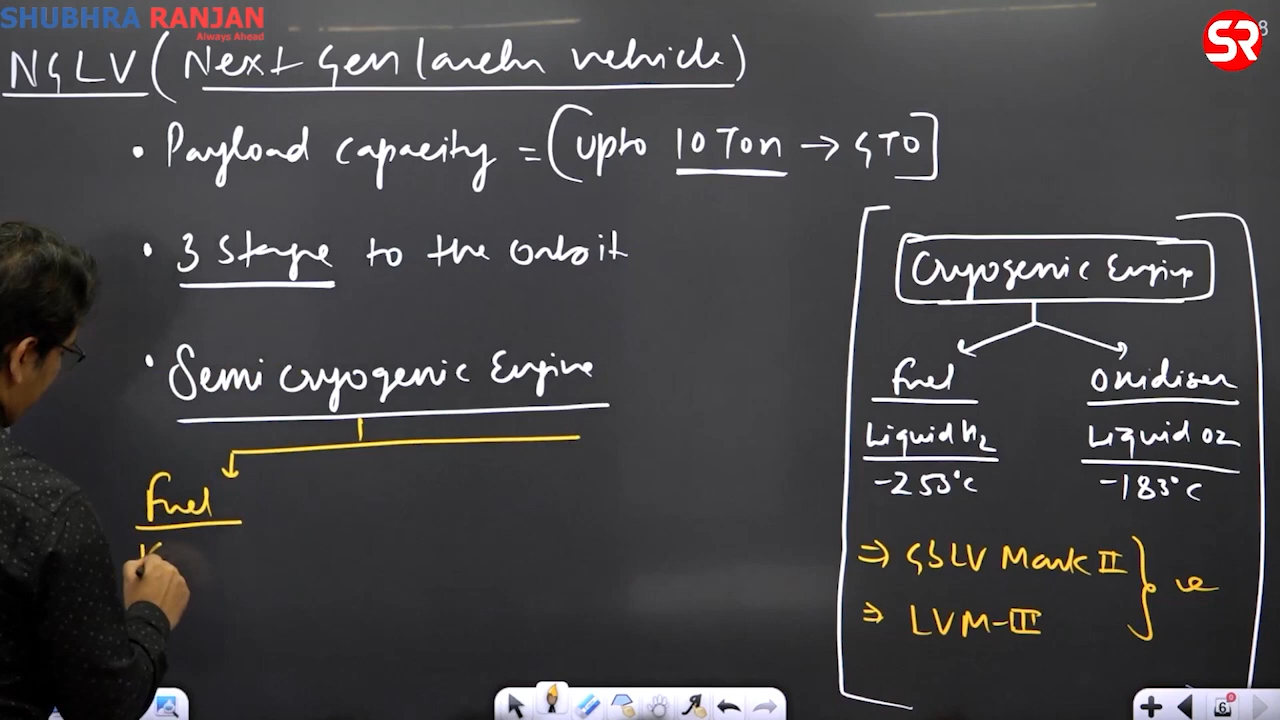 SHUBHRA RANJAN
Always Ahead
SR
8
NGLV (Next Gen launch vehicle)
• Payload capacity = (upto 10 Ton → GTO]
• 3 stage to the orbit
• Semi cryogenic Engine
Fuel
K
Cryogenic Engine
Fuel Oxidiser
Liquid H2 Liquid O2
-253°C -183°C
⇒ GSLV Mark II
⇒ LVM-III